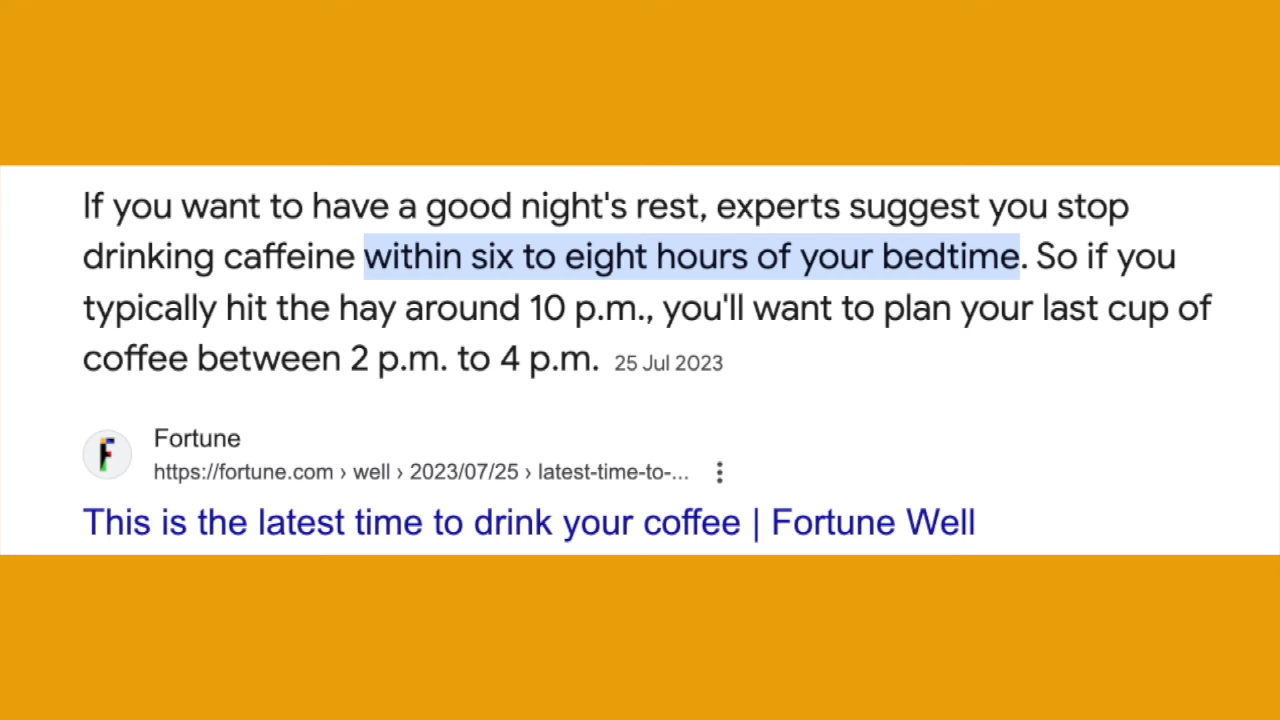 If you want to have a good night's rest, experts suggest you stop
drinking caffeine within six to eight hours of your bedtime. So if you
typically hit the hay around 10 p.m., you'll want to plan your last cup of
coffee between 2 p.m. to 4 p.m. 25 Jul 2023
F
Fortune
https://fortune.com › well › 2023/07/25 › latest-time-to-...
This is the latest time to drink your coffee | Fortune Well